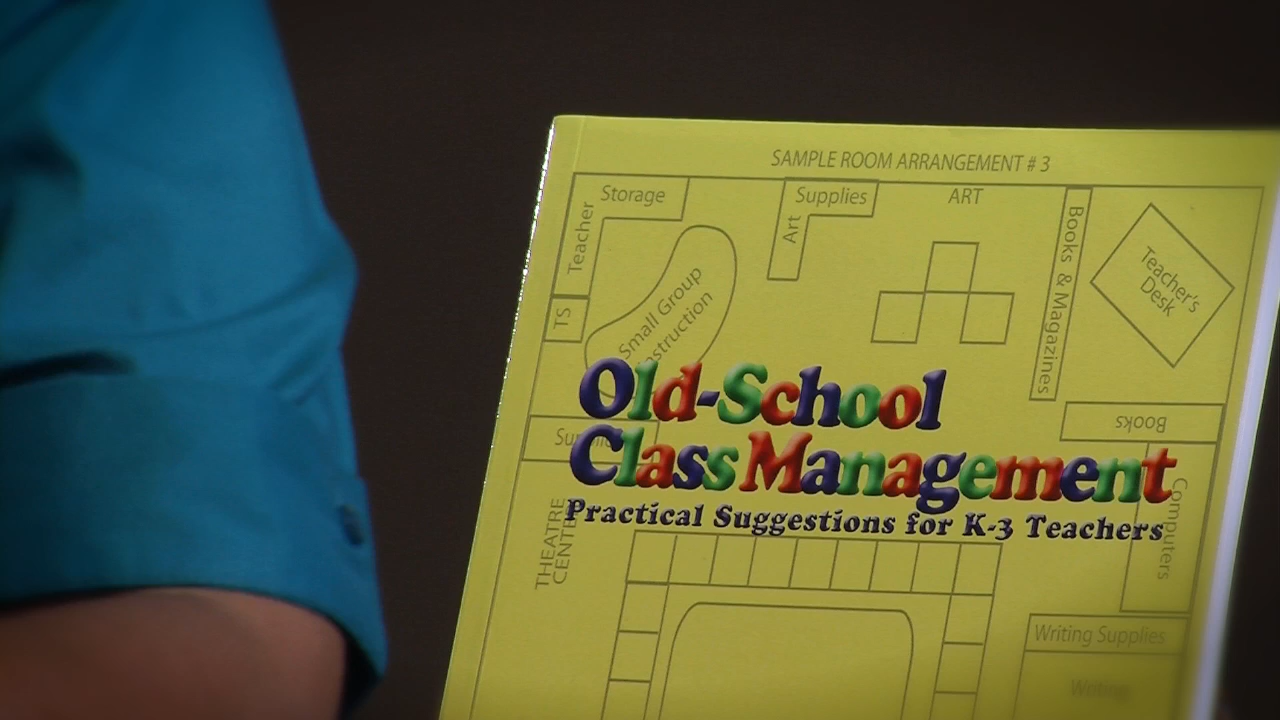 SAMPLE ROOM ARRANGEMENT # 3
Storage
Supplies
ART
Teacher
Art
Books & Magazines
Teacher's
Desk
TS
Small Group
Instruction
Old-School
Class Management
Practical Suggestions for K-3 Teachers
Books
Computers
THEATRE
Writing Supplies
Writing